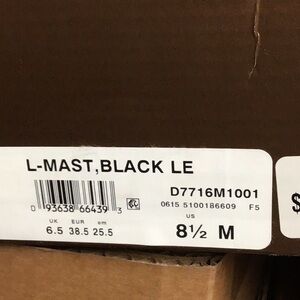 L-MAST,BLACK LE
D7716M1001
0 93638 66439 3
0615 5100186609 F5
UK EUR cm US
6.5 38.5 25.5 8½ M
$